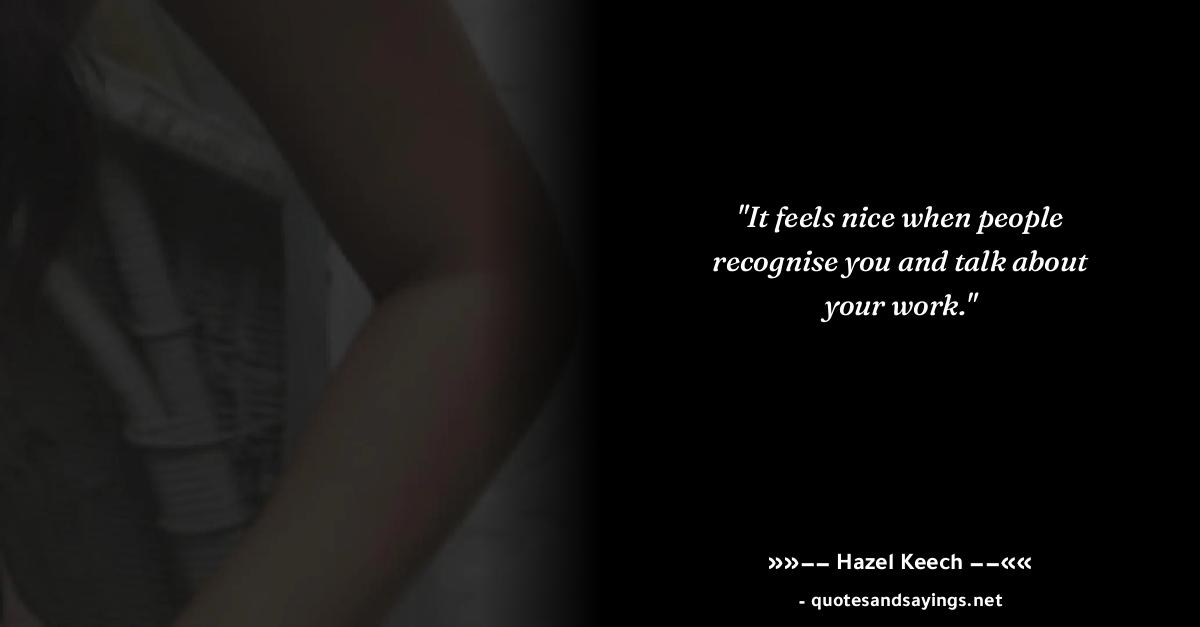 "It feels nice when people
recognise you and talk about
your work."
»»−− Hazel Keech −−««
- quotesandsayings.net